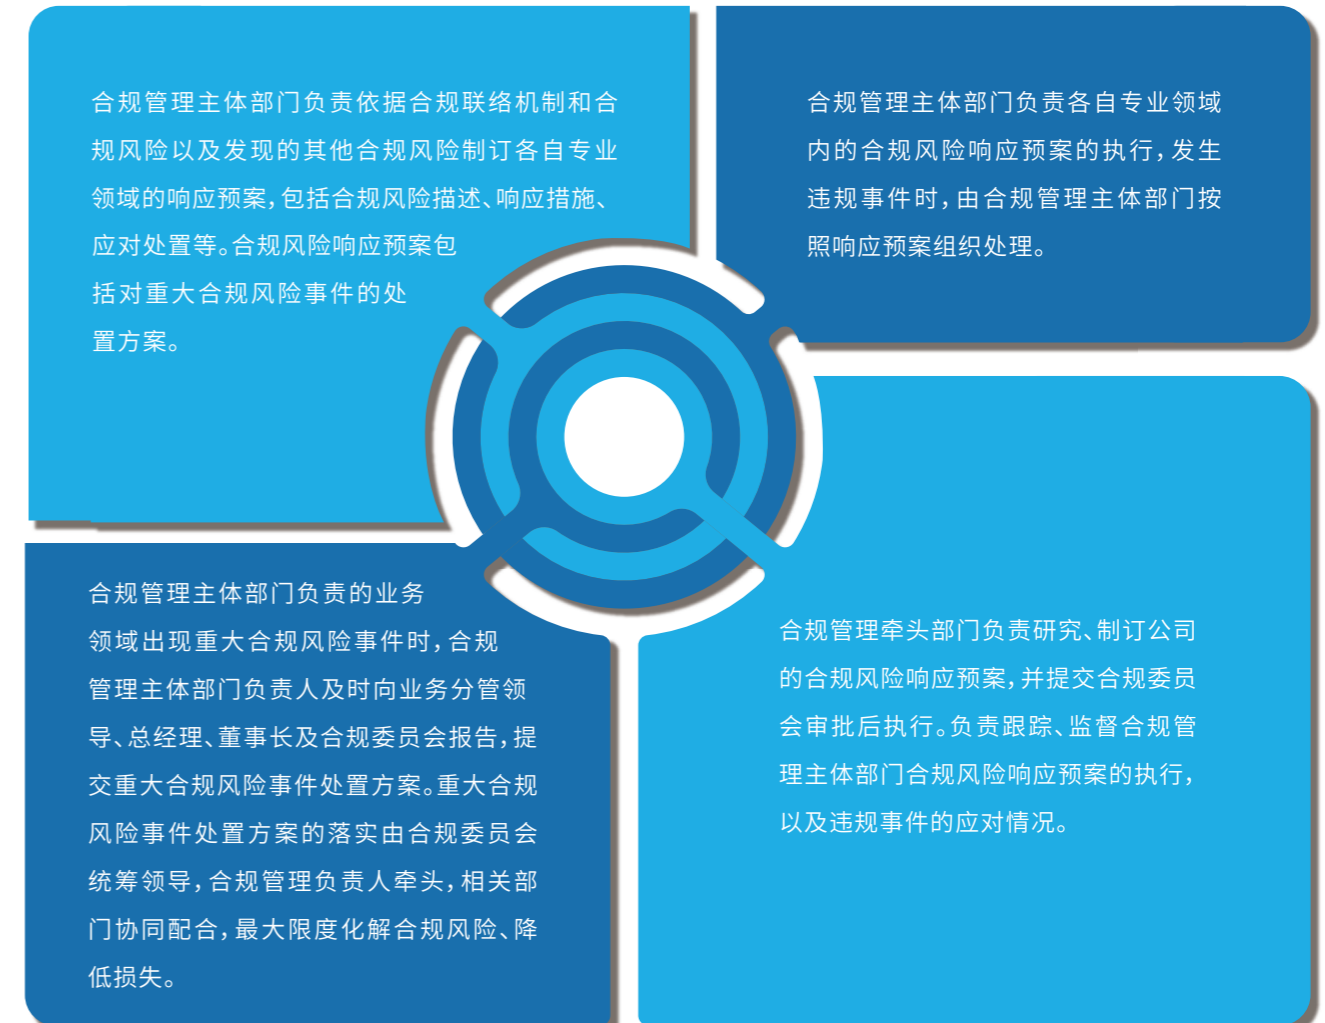 合规管理主体部门负责依据合规联络机制和合
规风险以及发现的其他合规风险制订各自专业
领域的响应预案，包括合规风险描述、响应措施、
应对处置等。合规风险响应预案包
括对重大合规风险事件的处
置方案。
合规管理主体部门负责各自专业领域
内的合规风险响应预案的执行，发生
违规事件时，由合规管理主体部门按
照响应预案组织处理。
合规管理主体部门负责的业务
领域出现重大合规风险事件时，合规
管理主体部门负责人及时向业务分管领
导、总经理、董事长及合规委员会报告，提
交重大合规风险事件处置方案。重大合规
风险事件处置方案的落实由合规委员会
统筹领导，合规管理负责人牵头，相关部
门协同配合，最大限度化解合规风险、降
低损失。
合规管理牵头部门负责研究、制订公司
的合规风险响应预案，并提交合规委员
会审批后执行。负责跟踪、监督合规管
理主体部门合规风险响应预案的执行，
以及违规事件的应对情况。